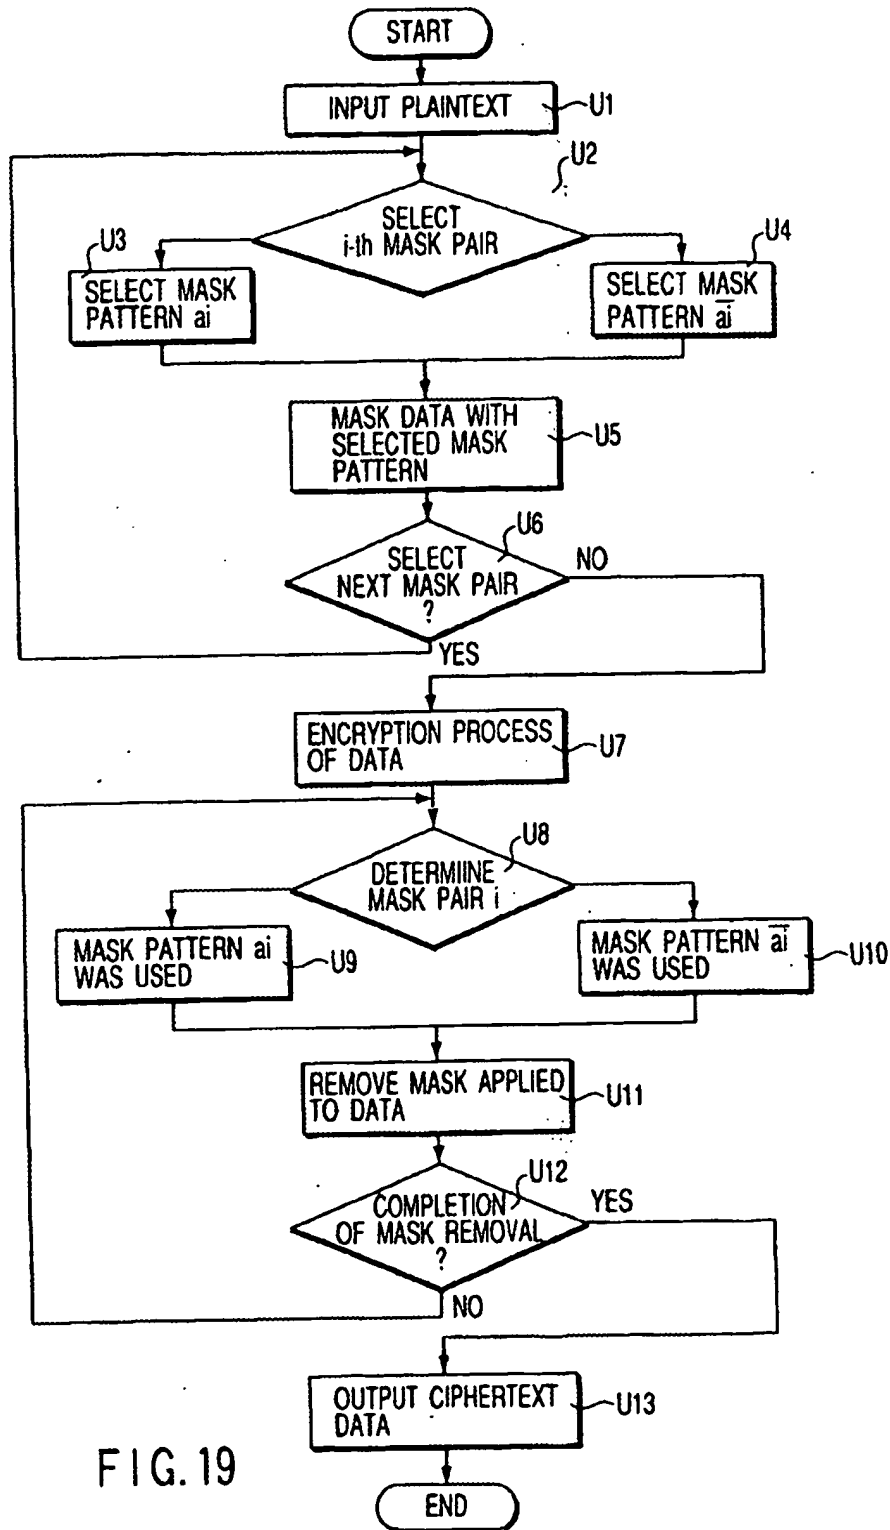 START
INPUT PLAINTEXT
U1
U2
SELECT
i-th MASK PAIR
U3
SELECT MASK
PATTERN ai
U4
SELECT MASK
PATTERN a̅i̅
MASK DATA WITH
SELECTED MASK
PATTERN
U5
U6
SELECT
NEXT MASK PAIR
?
NO
YES
ENCRYPTION PROCESS
OF DATA
U7
U8
DETERMIINE
MASK PAIR i
MASK PATTERN ai
WAS USED
U9
MASK PATTERN a̅i̅
WAS USED
U10
REMOVE MASK APPLIED
TO DATA
U11
U12
COMPLETION
OF MASK REMOVAL
?
YES
NO
OUTPUT CIPHERTEXT
DATA
U13
FIG.19
END